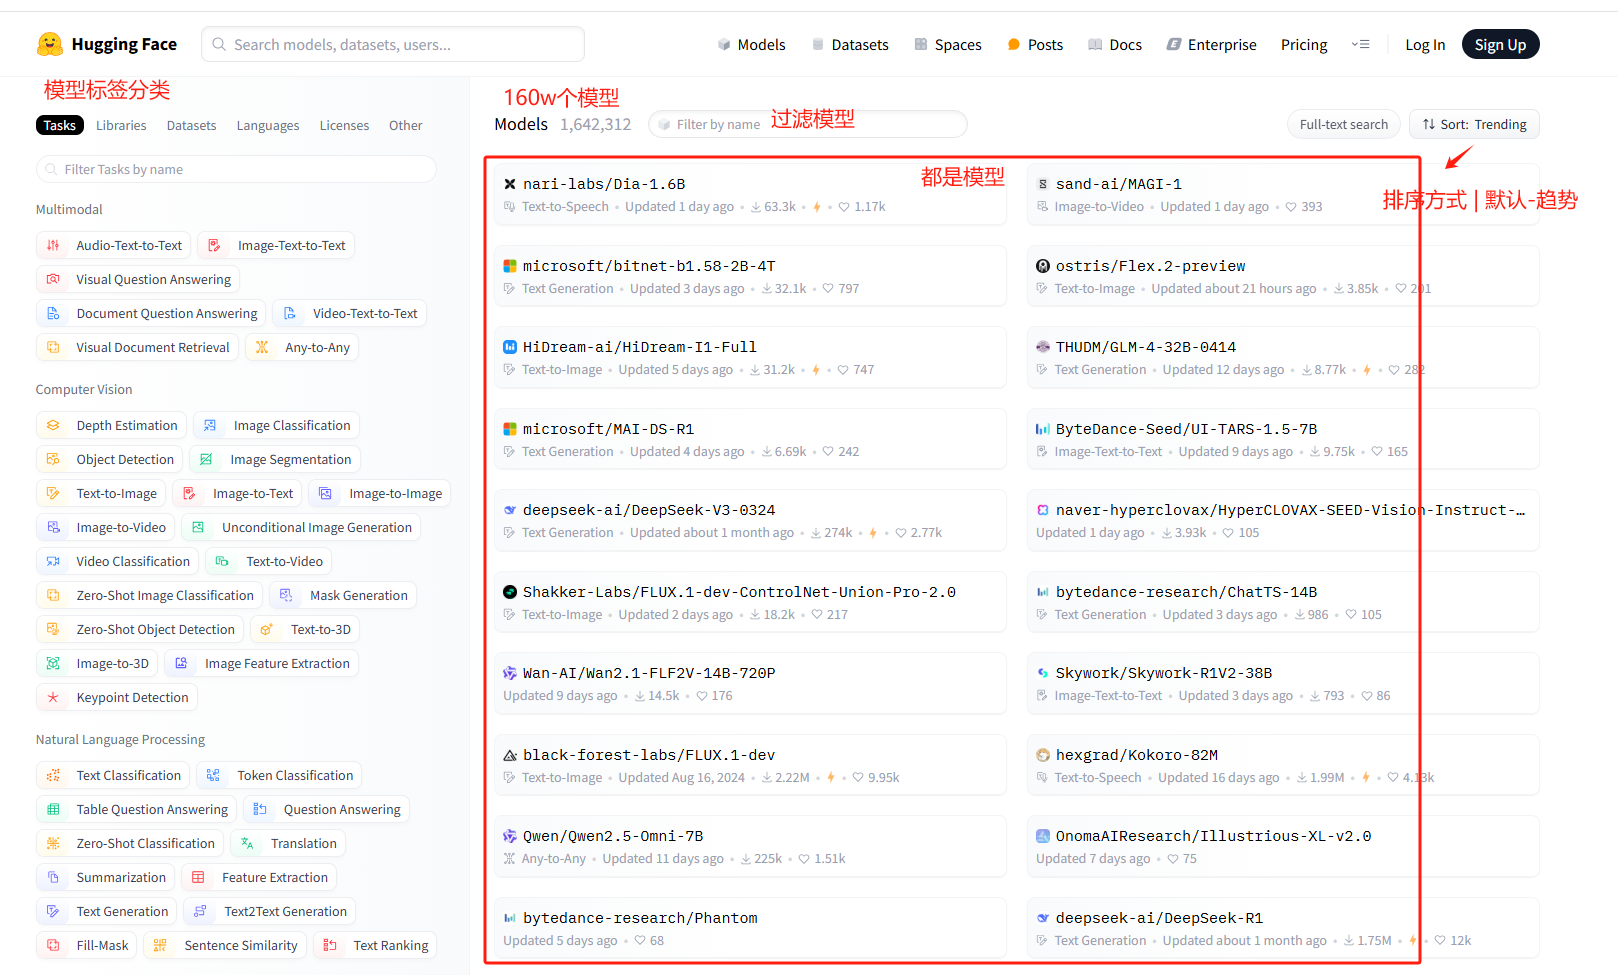 Hugging Face
Search models, datasets, users...
Models
Datasets
Spaces
Posts
Docs
Enterprise
Pricing
Log In
Sign Up
模型标签分类
Tasks
Libraries
Datasets
Languages
Licenses
Other
Filter Tasks by name
Multimodal
Audio-Text-to-Text
Image-Text-to-Text
Visual Question Answering
Document Question Answering
Video-Text-to-Text
Visual Document Retrieval
Any-to-Any
Computer Vision
Depth Estimation
Image Classification
Object Detection
Image Segmentation
Text-to-Image
Image-to-Text
Image-to-Image
Image-to-Video
Unconditional Image Generation
Video Classification
Text-to-Video
Zero-Shot Image Classification
Mask Generation
Zero-Shot Object Detection
Text-to-3D
Image-to-3D
Image Feature Extraction
Keypoint Detection
Natural Language Processing
Text Classification
Token Classification
Table Question Answering
Question Answering
Zero-Shot Classification
Translation
Summarization
Feature Extraction
Text Generation
Text2Text Generation
Fill-Mask
Sentence Similarity
Text Ranking
160w个模型
Models 1,642,312
Filter by name
过滤模型
Full-text search
Sort: Trending
排序方式 | 默认-趋势
都是模型
nari-labs/Dia-1.6B
Text-to-Speech • Updated 1 day ago • 63.3k • • 1.17k
sand-ai/MAGI-1
Image-to-Video • Updated 1 day ago • 393
microsoft/bitnet-b1.58-2B-4T
Text Generation • Updated 3 days ago • 32.1k • 797
ostris/Flex.2-preview
Text-to-Image • Updated about 21 hours ago • 3.85k • 201
HiDream-ai/HiDream-I1-Full
Text-to-Image • Updated 5 days ago • 31.2k • • 747
THUDM/GLM-4-32B-0414
Text Generation • Updated 12 days ago • 8.77k • • 282
microsoft/MAI-DS-R1
Text Generation • Updated 4 days ago • 6.69k • 242
ByteDance-Seed/UI-TARS-1.5-7B
Image-Text-to-Text • Updated 9 days ago • 9.75k • 165
deepseek-ai/DeepSeek-V3-0324
Text Generation • Updated about 1 month ago • 274k • • 2.77k
naver-hyperclovax/HyperCLOVAX-SEED-Vision-Instruct-…
Updated 1 day ago • 3.93k • 105
Shakker-Labs/FLUX.1-dev-ControlNet-Union-Pro-2.0
Text-to-Image • Updated 2 days ago • 18.2k • 217
bytedance-research/ChatTS-14B
Text Generation • Updated 3 days ago • 986 • 105
Wan-AI/Wan2.1-FLF2V-14B-720P
Updated 9 days ago • 14.5k • 176
Skywork/Skywork-R1V2-38B
Image-Text-to-Text • Updated 3 days ago • 793 • 86
black-forest-labs/FLUX.1-dev
Text-to-Image • Updated Aug 16, 2024 • 2.22M • • 9.95k
hexgrad/Kokoro-82M
Text-to-Speech • Updated 16 days ago • 1.99M • • 4.13k
Qwen/Qwen2.5-Omni-7B
Any-to-Any • Updated 11 days ago • 225k • 1.51k
OnomaAIResearch/Illustrious-XL-v2.0
Updated 7 days ago • 75
bytedance-research/Phantom
Updated 5 days ago • 68
deepseek-ai/DeepSeek-R1
Text Generation • Updated about 1 month ago • 1.75M • • 12k